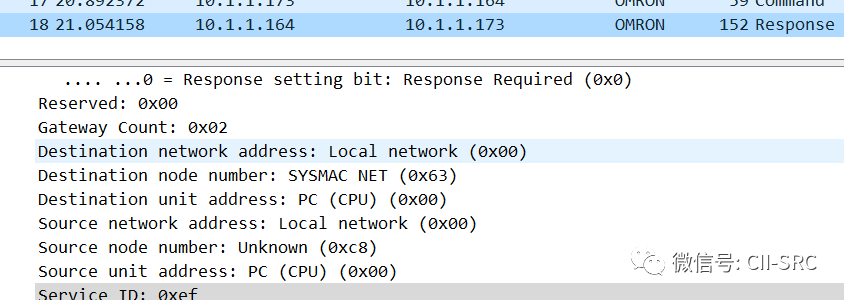 17 20.892372 10.1.1.173 10.1.1.164 OMRON 59 Command
18 21.054158 10.1.1.164 10.1.1.173 OMRON 152 Response
.... ...0 = Response setting bit: Response Required (0x0)
Reserved: 0x00
Gateway Count: 0x02
Destination network address: Local network (0x00)
Destination node number: SYSMAC NET (0x63)
Destination unit address: PC (CPU) (0x00)
Source network address: Local network (0x00)
Source node number: Unknown (0xc8)
Source unit address: PC (CPU) (0x00)
微信号: CII-SRC
Service ID: 0xef